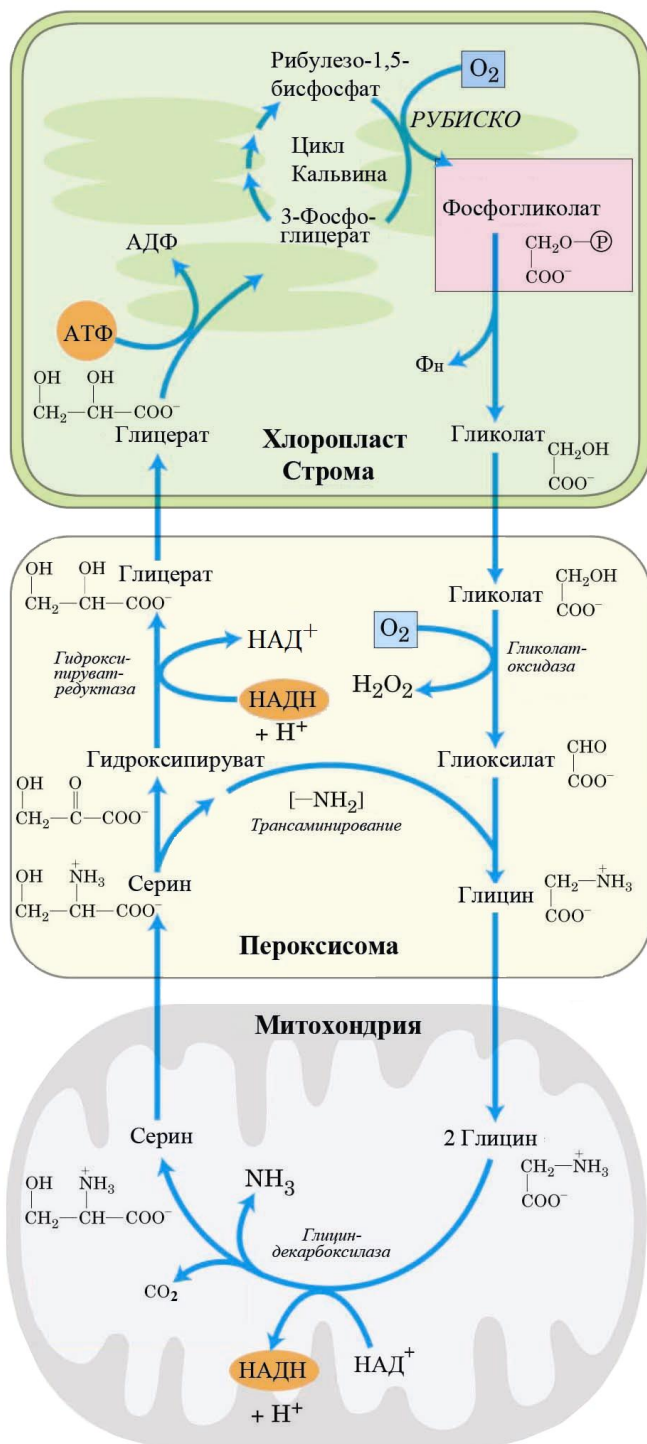 Рибулезо-1,5-
бисфосфат
O₂
РУБИСКО
Цикл
Кальвина
3-Фосфо-
глицерат
Фосфогликолат
CH₂O—Ⓟ
COO⁻
АДФ
АТФ
Фн
OH OH
CH₂—CH—COO⁻
Глицерат
Хлоропласт
Строма
Гликолат
CH₂OH
COO⁻
OH OH
CH₂—CH—COO⁻
Глицерат
Гликолат
CH₂OH
COO⁻
Гидрокси-
пируват-
редуктаза
НАД⁺
НАДН
+ H⁺
O₂
H₂O₂
Гликолат-
оксидаза
Гидроксипируват
OH O
CH₂—C—COO⁻
[—NH₂]
Трансаминирование
Глиоксилат
CHO
COO⁻
OH NH₃⁺
CH₂—CH—COO⁻
Серин
Глицин
CH₂—NH₃⁺
COO⁻
Пероксисома
Митохондрия
Серин
OH NH₃⁺
CH₂—CH—COO⁻
2 Глицин
CH₂—NH₃⁺
COO⁻
NH₃
CO₂
Глицин-
декарбоксилаза
НАДН
+ H⁺
НАД⁺